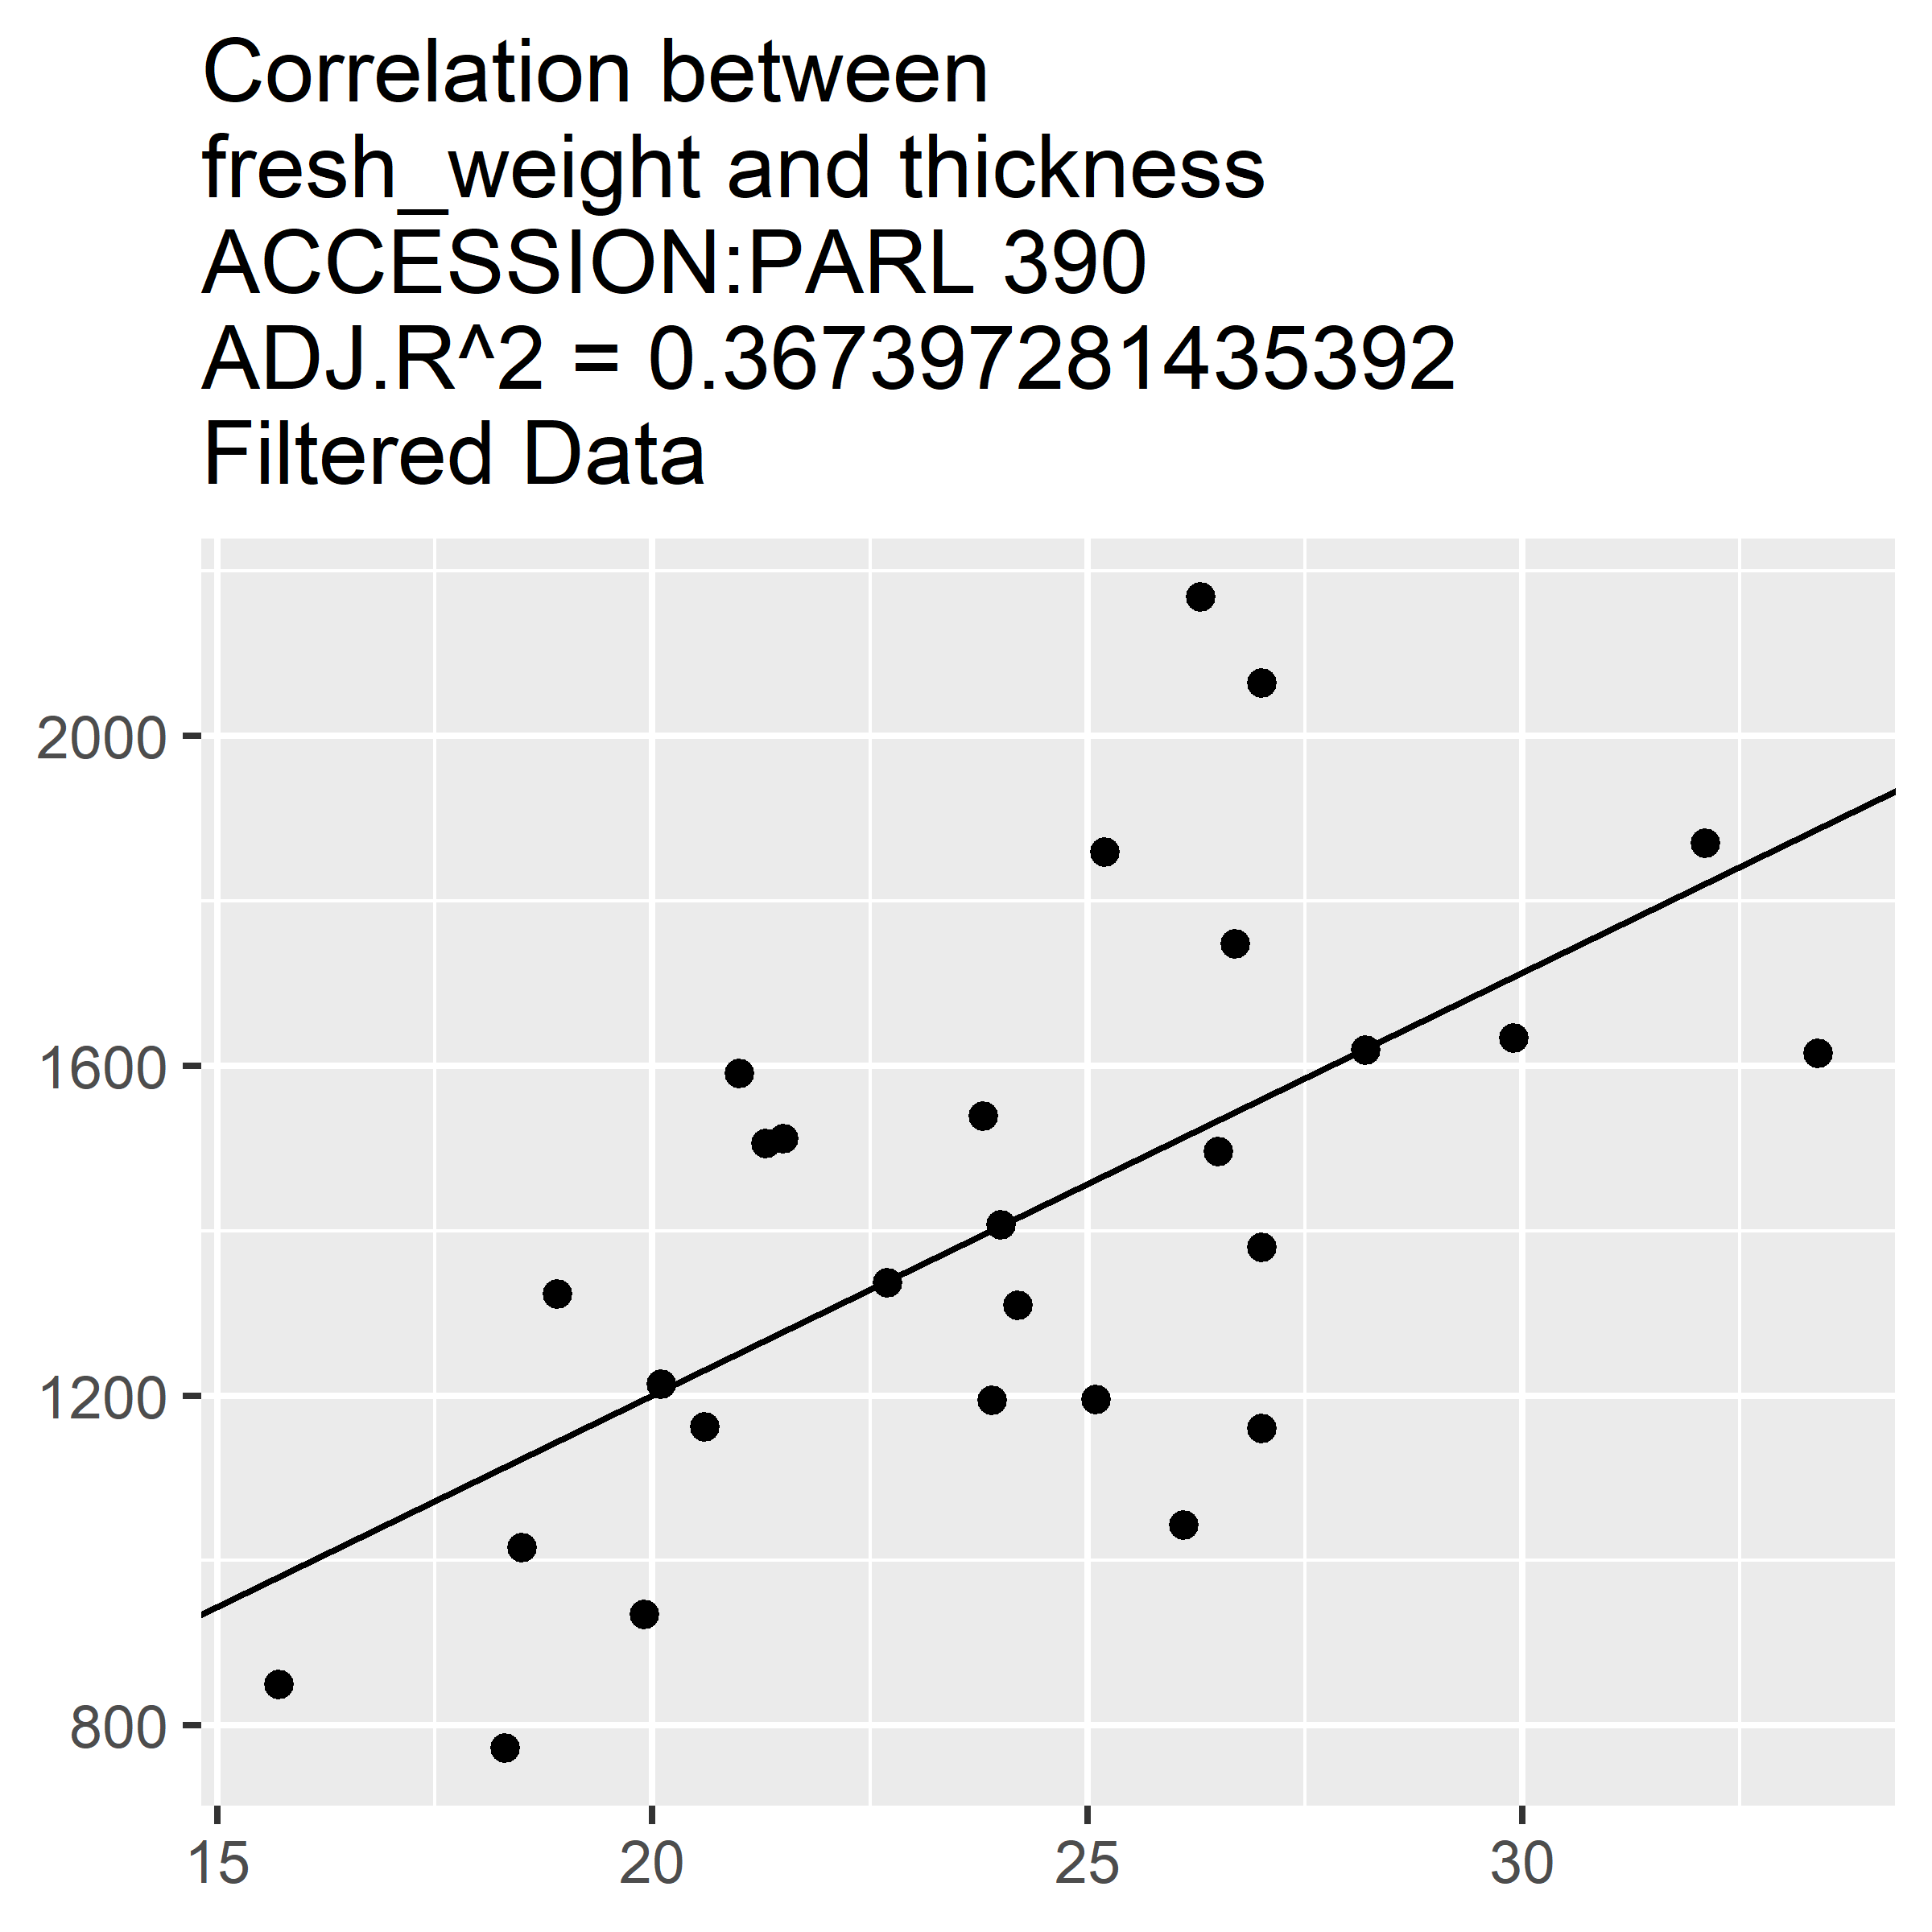 Correlation between
fresh_weight and thickness
ACCESSION:PARL 390
ADJ.R^2 = 0.367397281435392
Filtered Data
2000
1600
1200
800
15 20 25 30